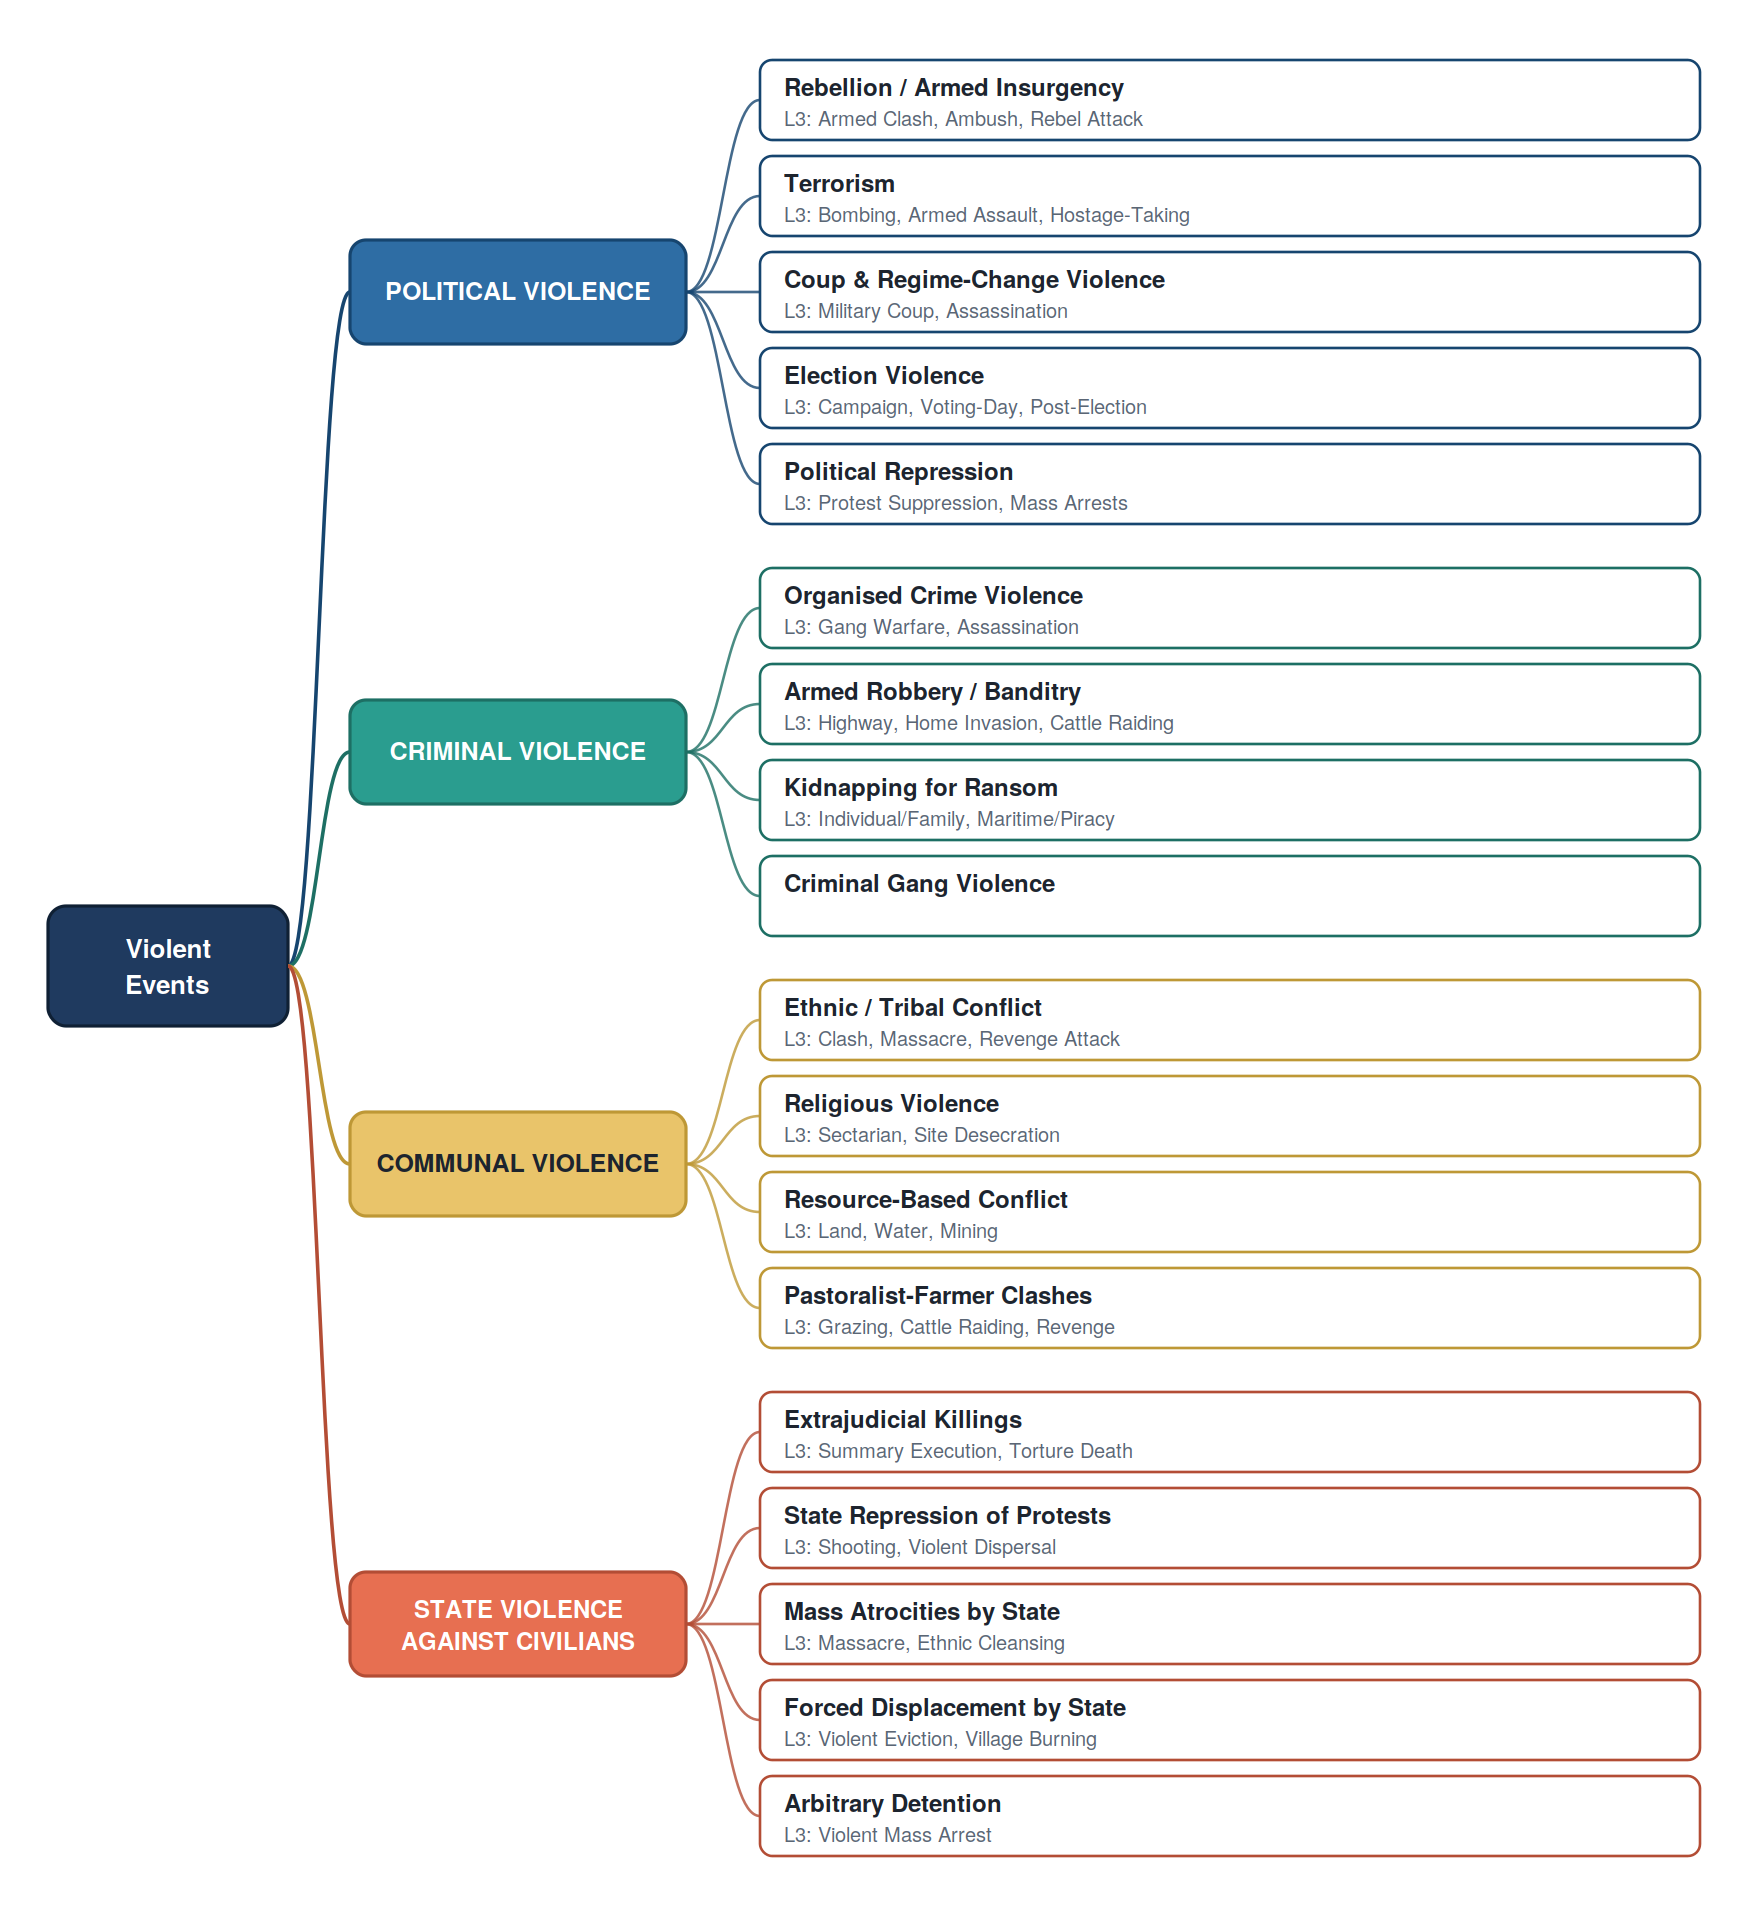 Violent
Events
POLITICAL VIOLENCE
Rebellion / Armed Insurgency
L3: Armed Clash, Ambush, Rebel Attack
Terrorism
L3: Bombing, Armed Assault, Hostage-Taking
Coup & Regime-Change Violence
L3: Military Coup, Assassination
Election Violence
L3: Campaign, Voting-Day, Post-Election
Political Repression
L3: Protest Suppression, Mass Arrests
CRIMINAL VIOLENCE
Organised Crime Violence
L3: Gang Warfare, Assassination
Armed Robbery / Banditry
L3: Highway, Home Invasion, Cattle Raiding
Kidnapping for Ransom
L3: Individual/Family, Maritime/Piracy
Criminal Gang Violence
COMMUNAL VIOLENCE
Ethnic / Tribal Conflict
L3: Clash, Massacre, Revenge Attack
Religious Violence
L3: Sectarian, Site Desecration
Resource-Based Conflict
L3: Land, Water, Mining
Pastoralist-Farmer Clashes
L3: Grazing, Cattle Raiding, Revenge
STATE VIOLENCE
AGAINST CIVILIANS
Extrajudicial Killings
L3: Summary Execution, Torture Death
State Repression of Protests
L3: Shooting, Violent Dispersal
Mass Atrocities by State
L3: Massacre, Ethnic Cleansing
Forced Displacement by State
L3: Violent Eviction, Village Burning
Arbitrary Detention
L3: Violent Mass Arrest